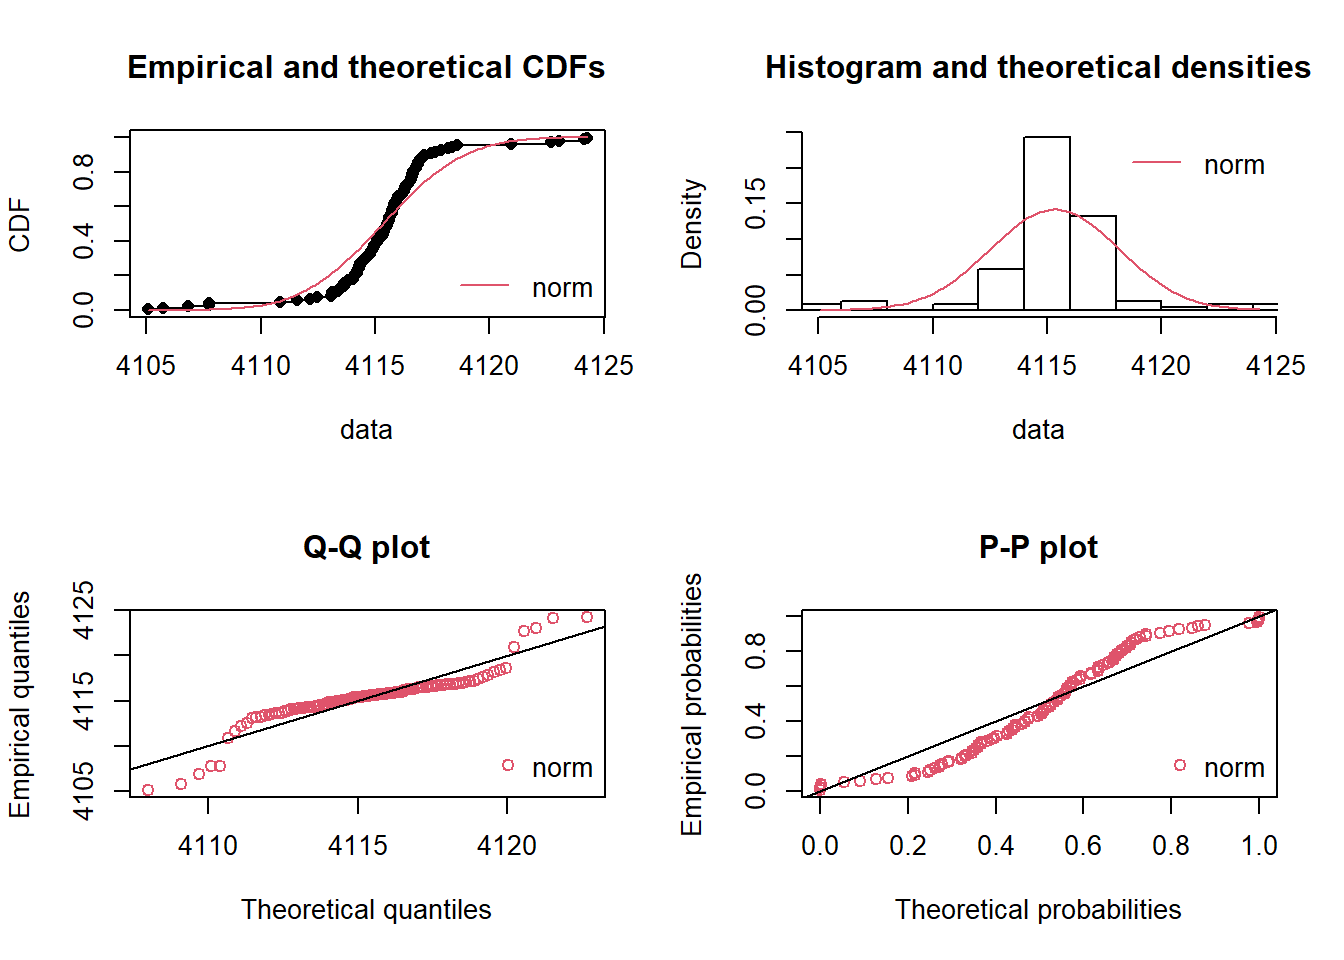 Empirical and theoretical CDFs
CDF
0.0 0.4 0.8
norm
4105 4110 4115 4120 4125
data
Histogram and theoretical densities
Density
0.00 0.15
norm
4105 4110 4115 4120 4125
data
Q-Q plot
Empirical quantiles
4105 4115 4125
norm
4110 4115 4120
Theoretical quantiles
P-P plot
Empirical probabilities
0.0 0.4 0.8
norm
0.0 0.2 0.4 0.6 0.8 1.0
Theoretical probabilities